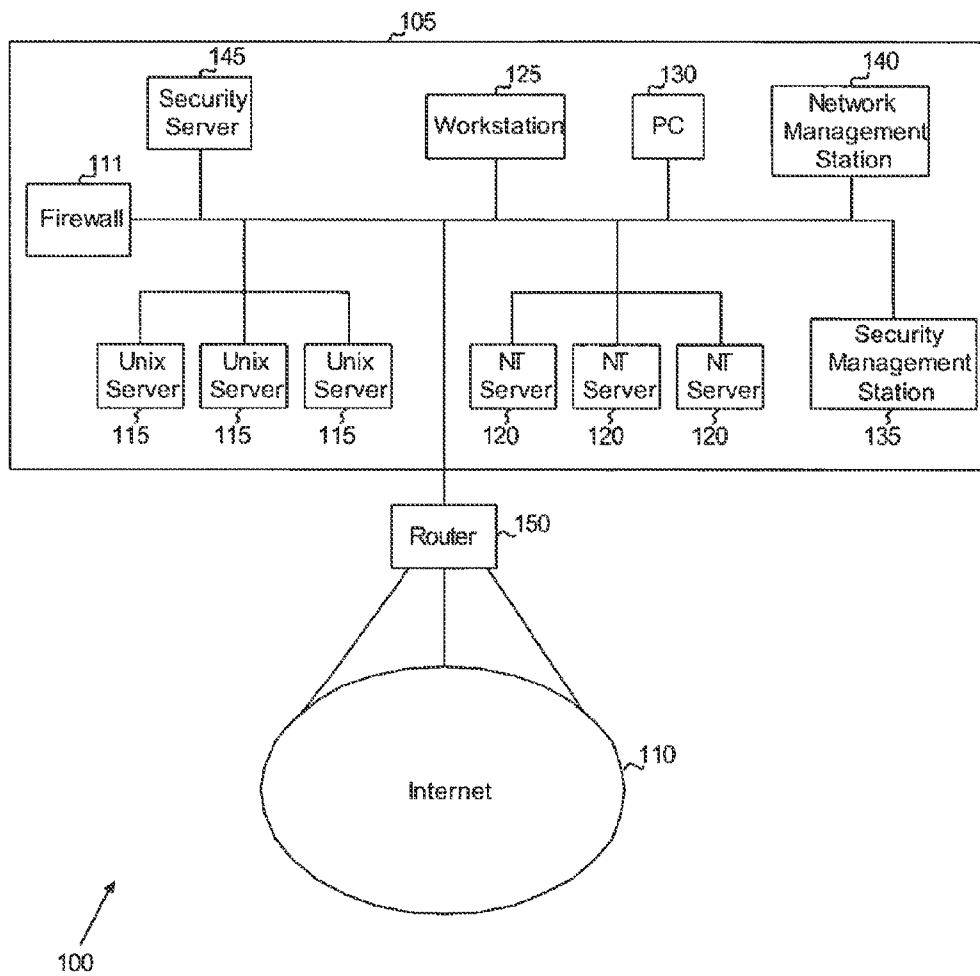 105
145
Security
Server
125
Workstation
130
PC
140
Network
Management
Station
111
Firewall
Unix
Server
115
Unix
Server
115
Unix
Server
115
NT
Server
120
NT
Server
120
NT
Server
120
Security
Management
Station
135
Router
150
Internet
110
100